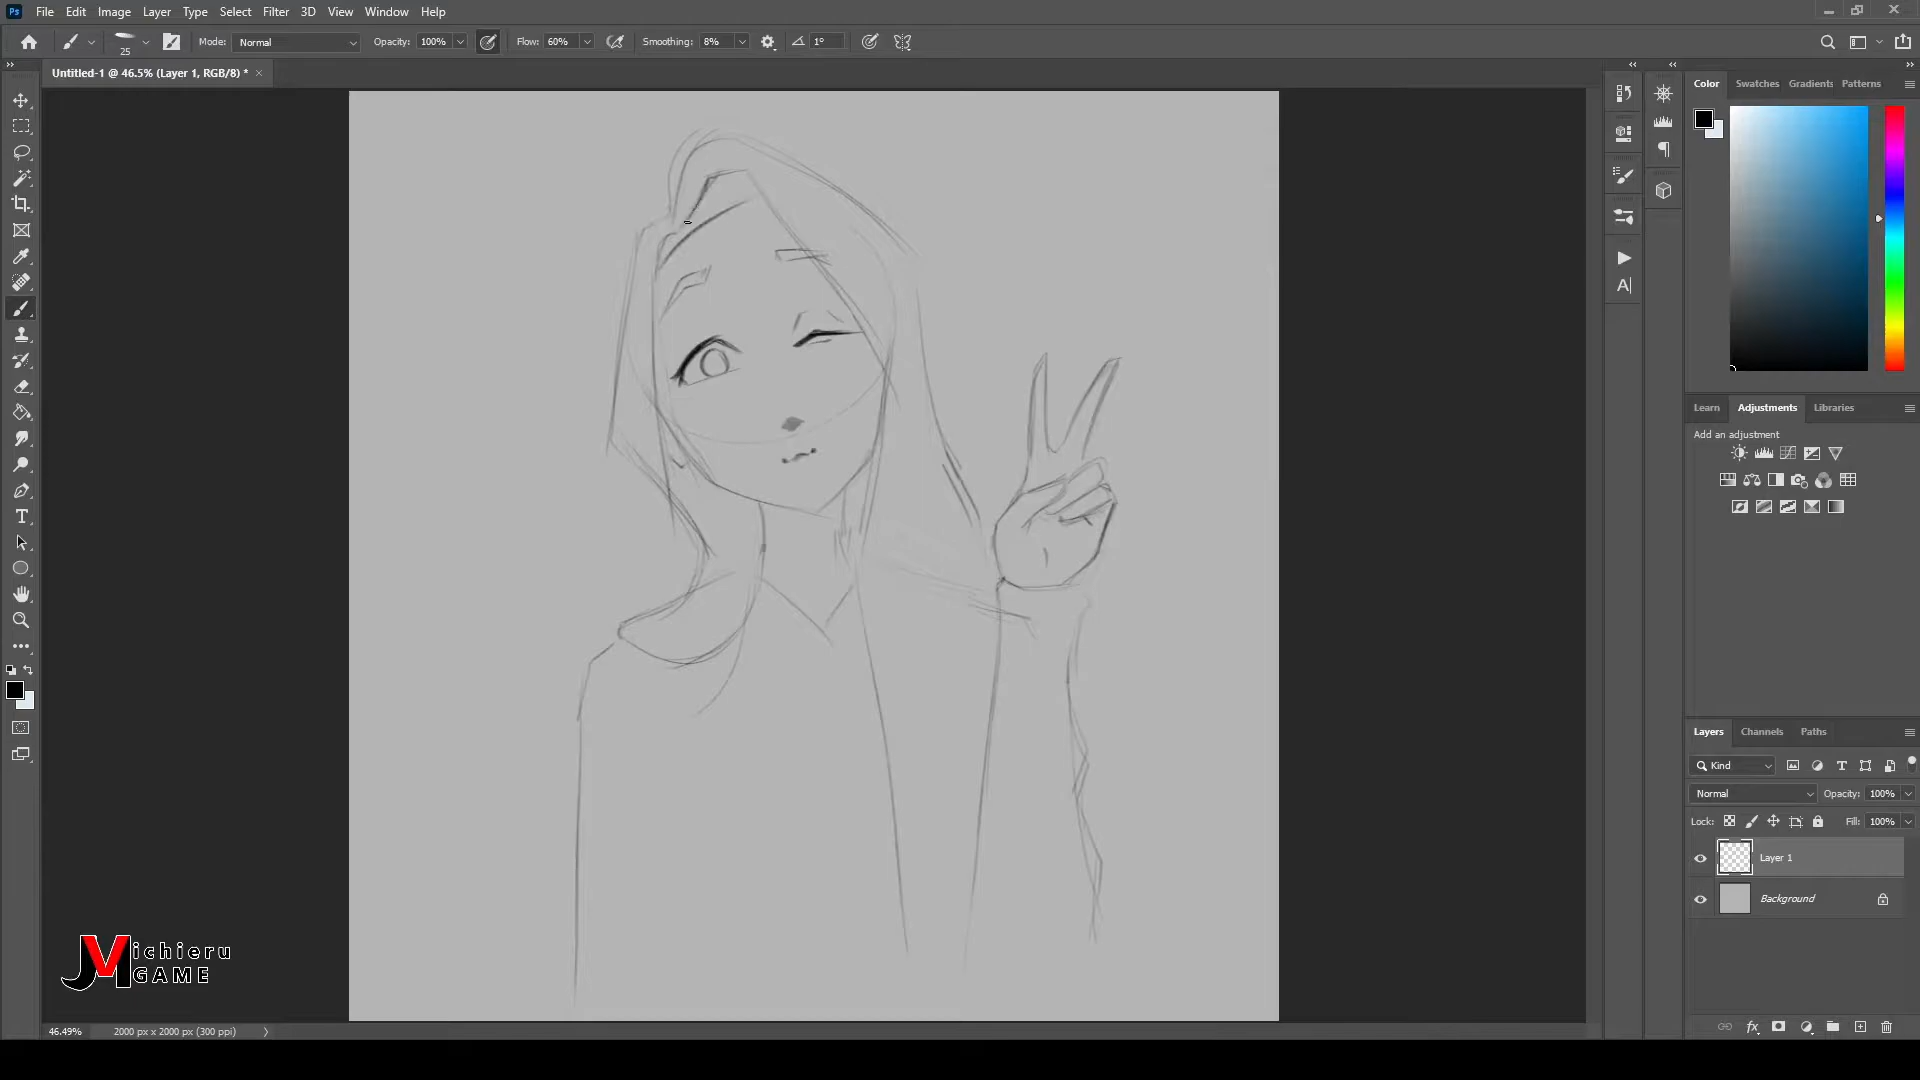 Ps File Edit Image Layer Type Select Filter 3D View Window Help
25 Mode: Normal Opacity: 100% Flow: 60% Smoothing: 8% 1°
Untitled-1 @ 46.5% (Layer 1, RGB/8) *
Color Swatches Gradients Patterns
Learn Adjustments Libraries
Add an adjustment
Layers Channels Paths
Kind
Normal Opacity: 100%
Lock: Fill: 100%
Layer 1
Background
Michieru
GAME
46.49% 2000 px x 2000 px (300 ppi)